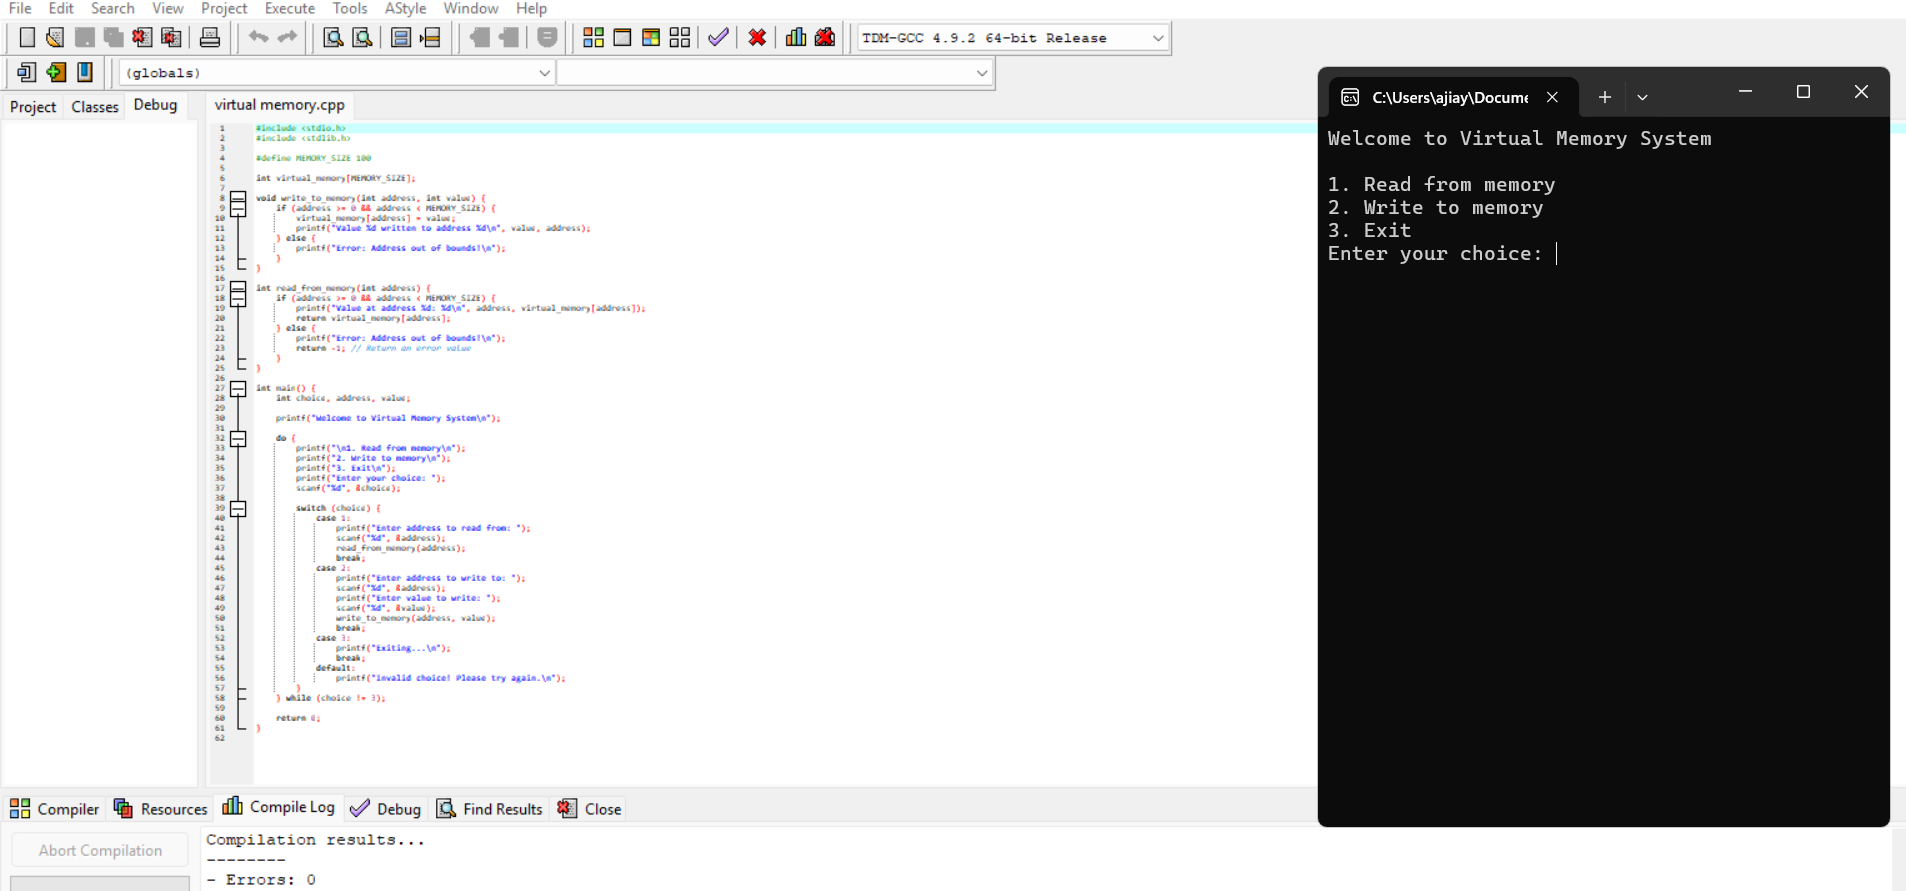 File Edit Search View Project Execute Tools AStyle Window Help
TDM-GCC 4.9.2 64-bit Release
(globals)
Project Classes Debug
virtual memory.cpp
1 #include <stdio.h>
2 #include <stdlib.h>
3
4 #define MEMORY_SIZE 100
5
6 int virtual_memory[MEMORY_SIZE];
7
8 void write_to_memory(int address, int value) {
9 if (address >= 0 && address < MEMORY_SIZE) {
10 virtual_memory[address] = value;
11 printf("Value %d written to address %d\n", value, address);
12 } else {
13 printf("Error: Address out of bounds!\n");
14 }
15 }
16
17 int read_from_memory(int address) {
18 if (address >= 0 && address < MEMORY_SIZE) {
19 printf("Value at address %d: %d\n", address, virtual_memory[address]);
20 return virtual_memory[address];
21 } else {
22 printf("Error: Address out of bounds!\n");
23 return -1; // Return an error value
24 }
25 }
26
27 int main() {
28 int choice, address, value;
29
30 printf("Welcome to Virtual Memory System\n");
31
32 do {
33 printf("\n1. Read from memory\n");
34 printf("2. Write to memory\n");
35 printf("3. Exit\n");
36 printf("Enter your choice: ");
37 scanf("%d", &choice);
38
39 switch (choice) {
40 case 1:
41 printf("Enter address to read from: ");
42 scanf("%d", &address);
43 read_from_memory(address);
44 break;
45 case 2:
46 printf("Enter address to write to: ");
47 scanf("%d", &address);
48 printf("Enter value to write: ");
49 scanf("%d", &value);
50 write_to_memory(address, value);
51 break;
52 case 3:
53 printf("Exiting...\n");
54 break;
55 default:
56 printf("Invalid choice! Please try again.\n");
57 }
58 } while (choice != 3);
59
60 return 0;
61 }
62
Compiler Resources Compile Log Debug Find Results Close
Abort Compilation
Compilation results...
--------
- Errors: 0
C:\Users\ajiay\Docume
Welcome to Virtual Memory System
1. Read from memory
2. Write to memory
3. Exit
Enter your choice: